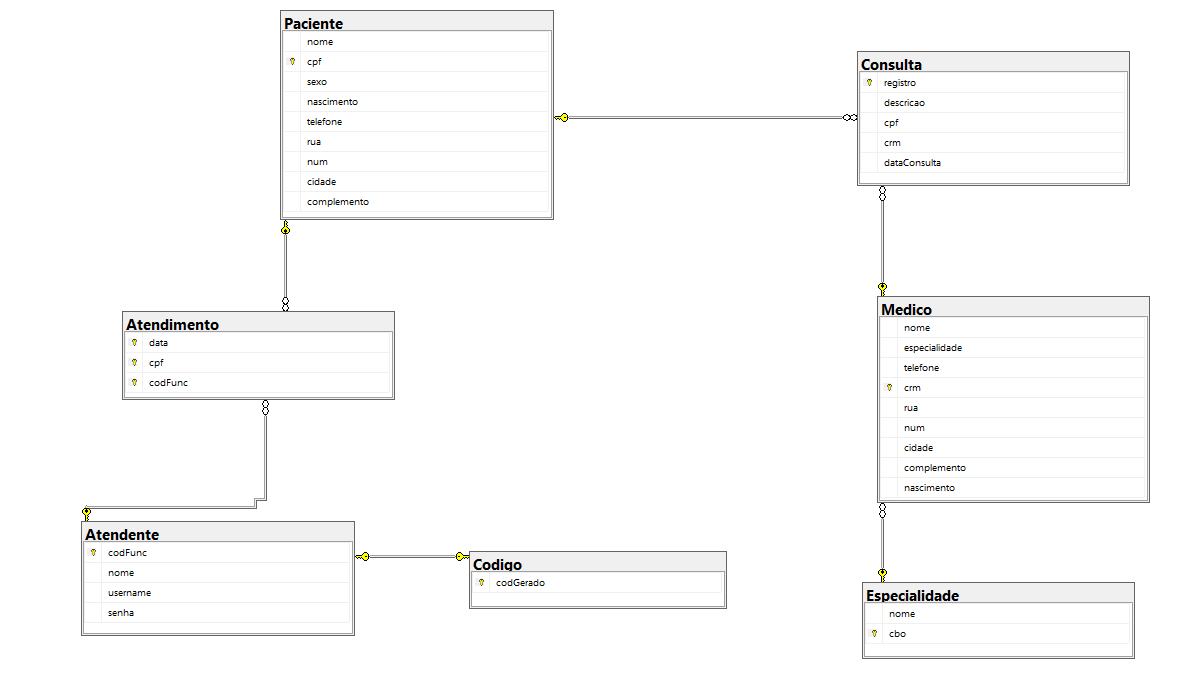 Paciente
nome
cpf
sexo
nascimento
telefone
rua
num
cidade
complemento
Consulta
registro
descricao
cpf
crm
dataConsulta
Atendimento
data
cpf
codFunc
Medico
nome
especialidade
telefone
crm
rua
num
cidade
complemento
nascimento
Atendente
codFunc
nome
username
senha
Codigo
codGerado
Especialidade
nome
cbo